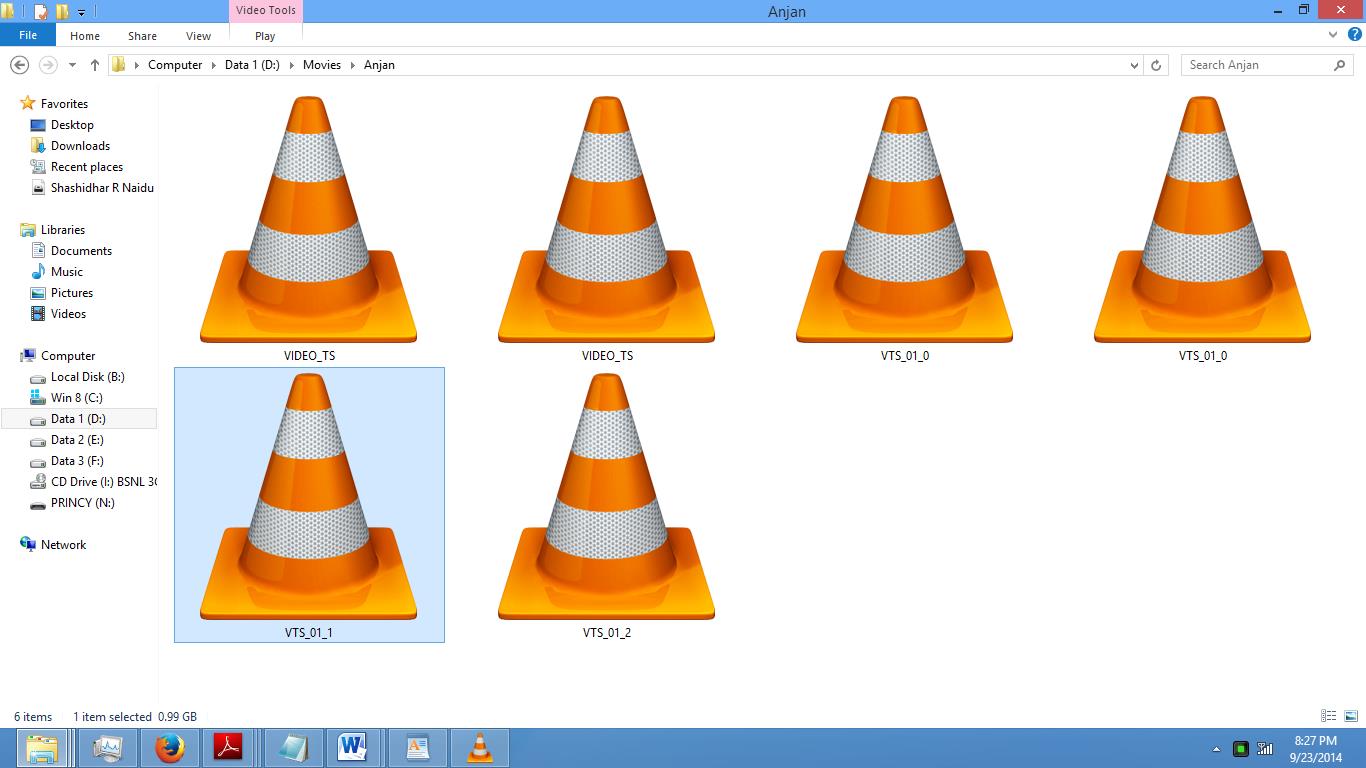 Video Tools
Anjan
File
Home
Share
View
Play
Computer
Data 1 (D:)
Movies
Anjan
Search Anjan
Favorites
Desktop
Downloads
Recent places
Shashidhar R Naidu
Libraries
Documents
Music
Pictures
Videos
Computer
Local Disk (B:)
Win 8 (C:)
Data 1 (D:)
Data 2 (E:)
Data 3 (F:)
CD Drive (I:) BSNL 3G
PRINCY (N:)
Network
VIDEO_TS
VIDEO_TS
VTS_01_0
VTS_01_0
VTS_01_1
VTS_01_2
6 items
1 item selected 0.99 GB
8:27 PM
9/23/2014